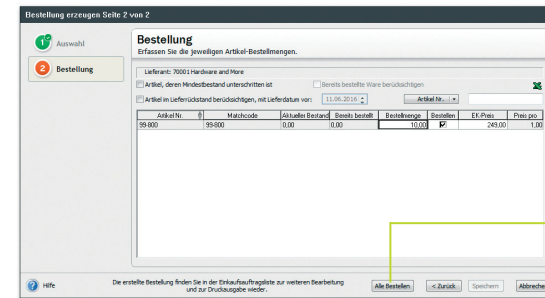 Bestellung erzeugen Seite 2 von 2
1 Auswahl
2 Bestellung
Bestellung
Erfassen Sie die jeweiligen Artikel-Bestellmengen.
Lieferant: 70001 Hardware and More
Artikel, deren Mindestbestand unterschritten ist
Bereits bestellte Ware berücksichtigen
Artikel im Lieferrückstand berücksichtigen, mit Lieferdatum vor: 11.06.2016 Artikel Nr.
Artikel Nr. Matchcode Aktueller Bestand Bereits bestellt Bestellmenge Bestellen EK-Preis Preis pro
99-800 99-800 0,00 0,00 10,00 249,00 1,00
Hilfe
Die erstellte Bestellung finden Sie in der Einkaufsauftragsliste zur weiteren Bearbeitung
und zur Druckausgabe wieder.
Alle Bestellen < Zurück Speichern Abbreche